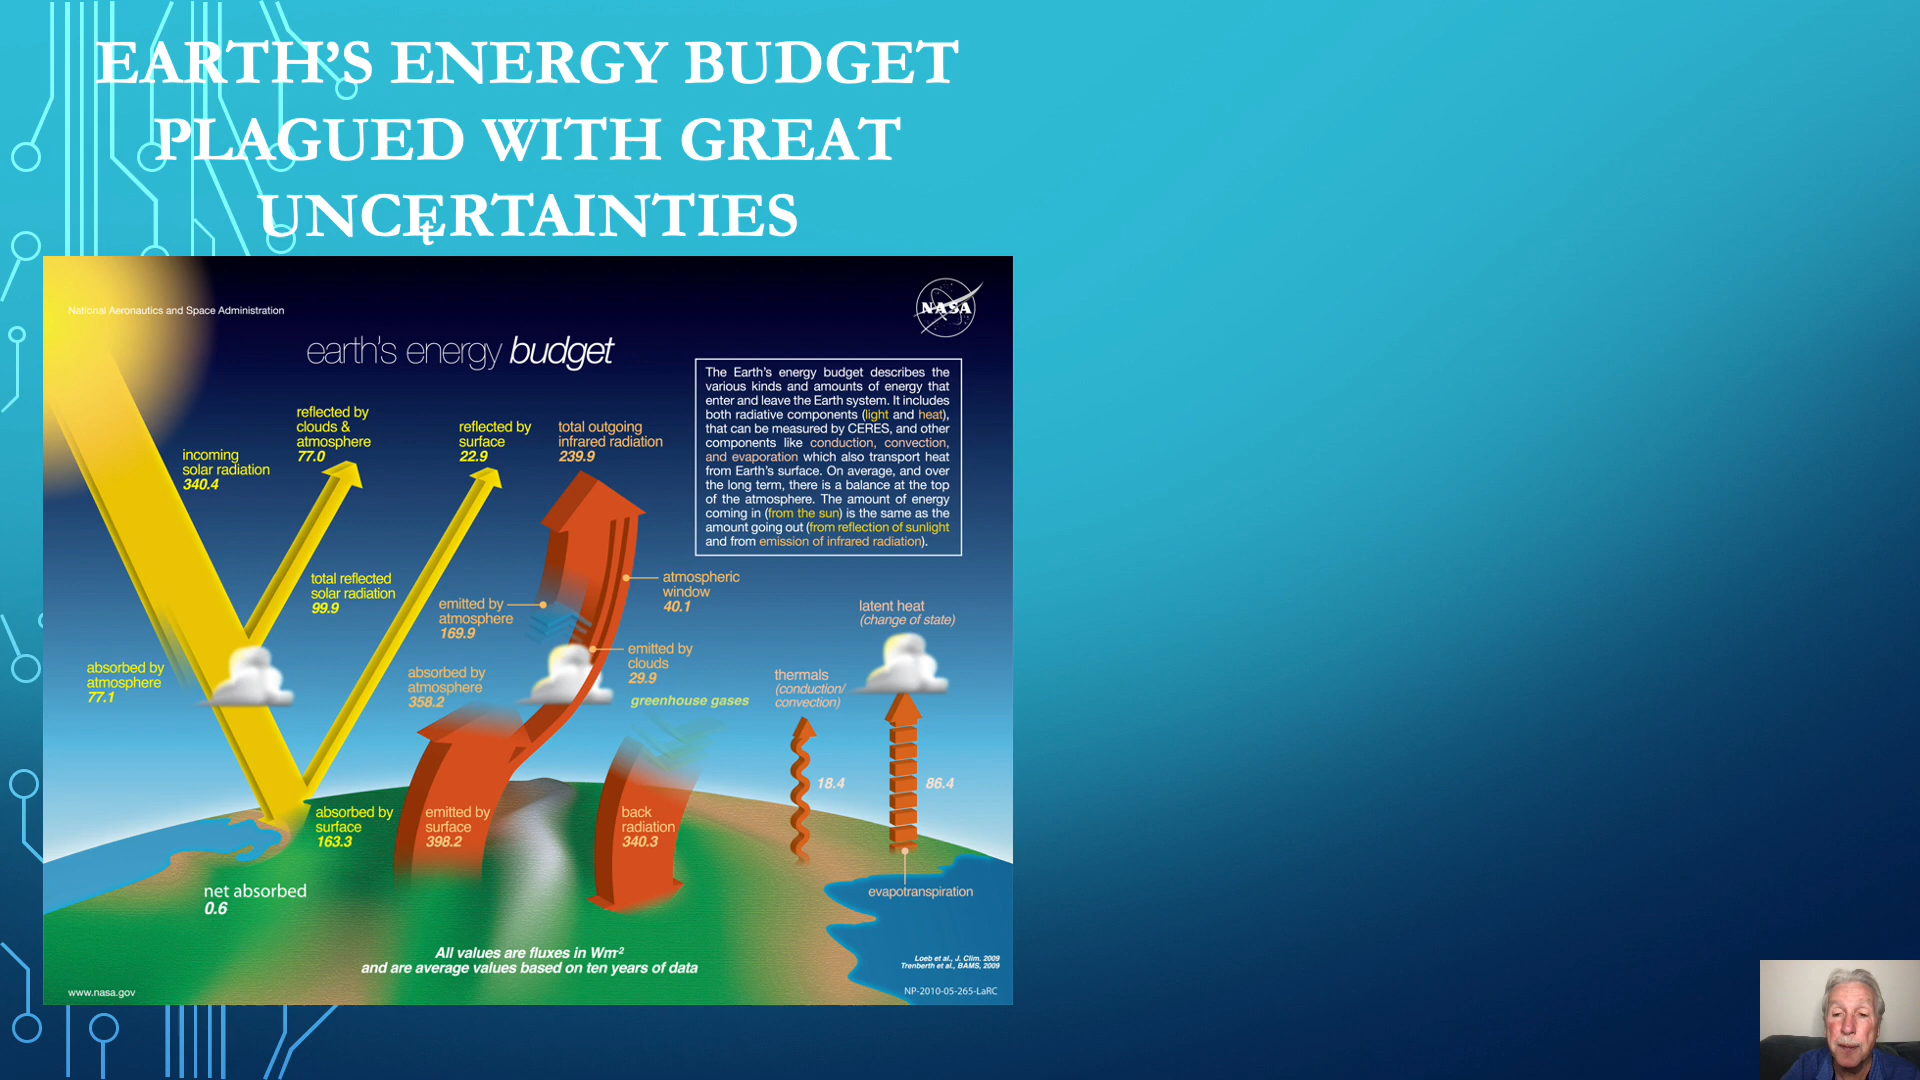 EARTH’S ENERGY BUDGET
PLAGUED WITH GREAT
UNCERTAINTIES
t
National Aeronautics and Space Administration
NASA
earth's energy budget
The Earth's energy budget describes the
various kinds and amounts of energy that
enter and leave the Earth system. It includes
both radiative components (light and heat),
that can be measured by CERES, and other
components like conduction, convection,
and evaporation which also transport heat
from Earth's surface. On average, and over
the long term, there is a balance at the top
of the atmosphere. The amount of energy
coming in (from the sun) is the same as the
amount going out (from reflection of sunlight
and from emission of infrared radiation).
incoming
solar radiation
340.4
reflected by
clouds &
atmosphere
77.0
reflected by
surface
22.9
total outgoing
infrared radiation
239.9
total reflected
solar radiation
99.9
atmospheric
window
40.1
emitted by
atmosphere
169.9
latent heat
(change of state)
absorbed by
atmosphere
77.1
absorbed by
atmosphere
358.2
emitted by
clouds
29.9
greenhouse gases
thermals
(conduction/
convection)
18.4
86.4
absorbed by
surface
163.3
emitted by
surface
398.2
back
radiation
340.3
evapotranspiration
net absorbed
0.6
All values are fluxes in Wm-2
and are average values based on ten years of data
Loeb et al., J. Clim. 2009
Trenberth et al., BAMS, 2009
www.nasa.gov
NP-2010-05-265-LaRC